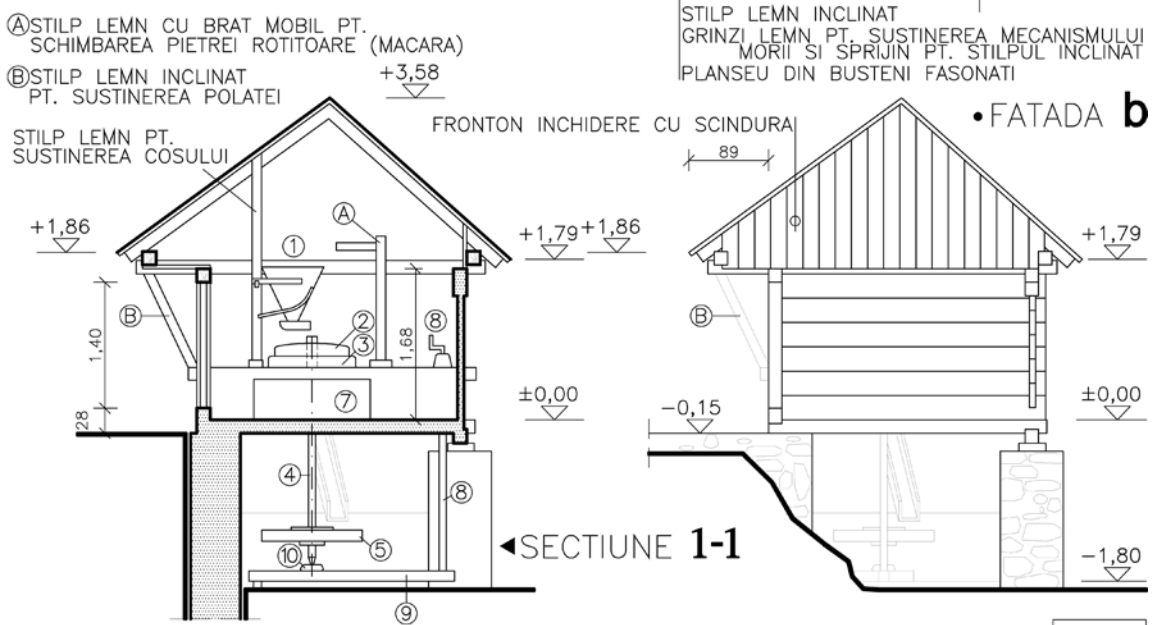 Ⓐ STILP LEMN CU BRAT MOBIL PT.
SCHIMBAREA PIETREI ROTITOARE (MACARA)
Ⓑ STILP LEMN INCLINAT
PT. SUSTINEREA POLATEI
STILP LEMN PT.
SUSTINEREA COSULUI
STILP LEMN INCLINAT
GRINZI LEMN PT. SUSTINEREA MECANISMULUI
MORII SI SPRIJIN PT. STILPUL INCLINAT
PLANSEU DIN BUSTENI FASONATI
+3,58
FRONTON INCHIDERE CU SCINDURA
• FATADA b
89
+1,86
Ⓐ
①
+1,79
+1,86
+1,79
Ⓑ
1,40
②
③
1,68
⑧
Ⓑ
⑦
±0,00
±0,00
28
-0,15
④
⑧
⑤
⑩
⑨
◄SECTIUNE 1-1
-1,80